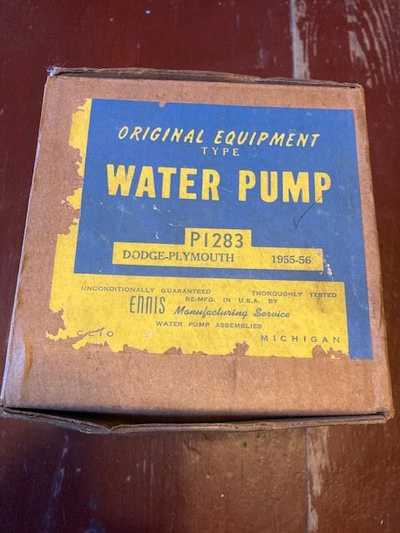 ORIGINAL EQUIPMENT
TYPE
WATER PUMP
P1283
DODGE-PLYMOUTH 1955-56
UNCONDITIONALLY GUARANTEED THOROUGHLY TESTED
RE-MFG. IN U.S.A. BY
ENNIS Manufacturing Service
WATER PUMP ASSEMBLIES
MICHIGAN